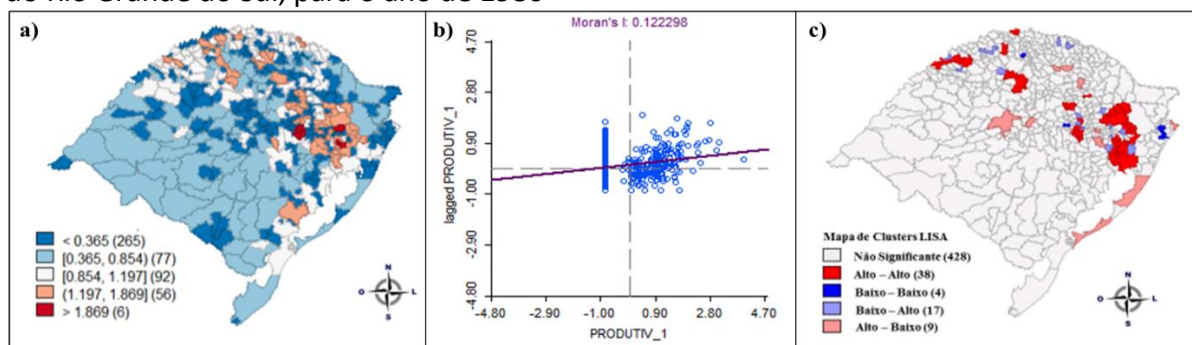 do Rio Grande do Sul, para o ano de 1980
a)
< 0.365 (265)
[0.365, 0.854) (77)
[0.854, 1.197] (92)
(1.197, 1.869] (56)
> 1.869 (6)
N
O
L
S
b)
Moran's I: 0.122298
lagged PRODUTIV_1
4.70
2.80
0.90
-1.00
-2.90
-4.80
-4.80
-2.90
-1.00
0.90
2.80
4.70
PRODUTIV_1
c)
Mapa de Clusters LISA
Não Significante (428)
Alto – Alto (38)
Baixo – Baixo (4)
Baixo – Alto (17)
Alto – Baixo (9)
N
O
L
S